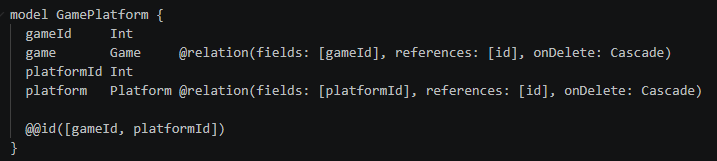 model GamePlatform {
  gameId     Int
  game       Game     @relation(fields: [gameId], references: [id], onDelete: Cascade)
  platformId Int
  platform   Platform @relation(fields: [platformId], references: [id], onDelete: Cascade)

  @@id([gameId, platformId])
}